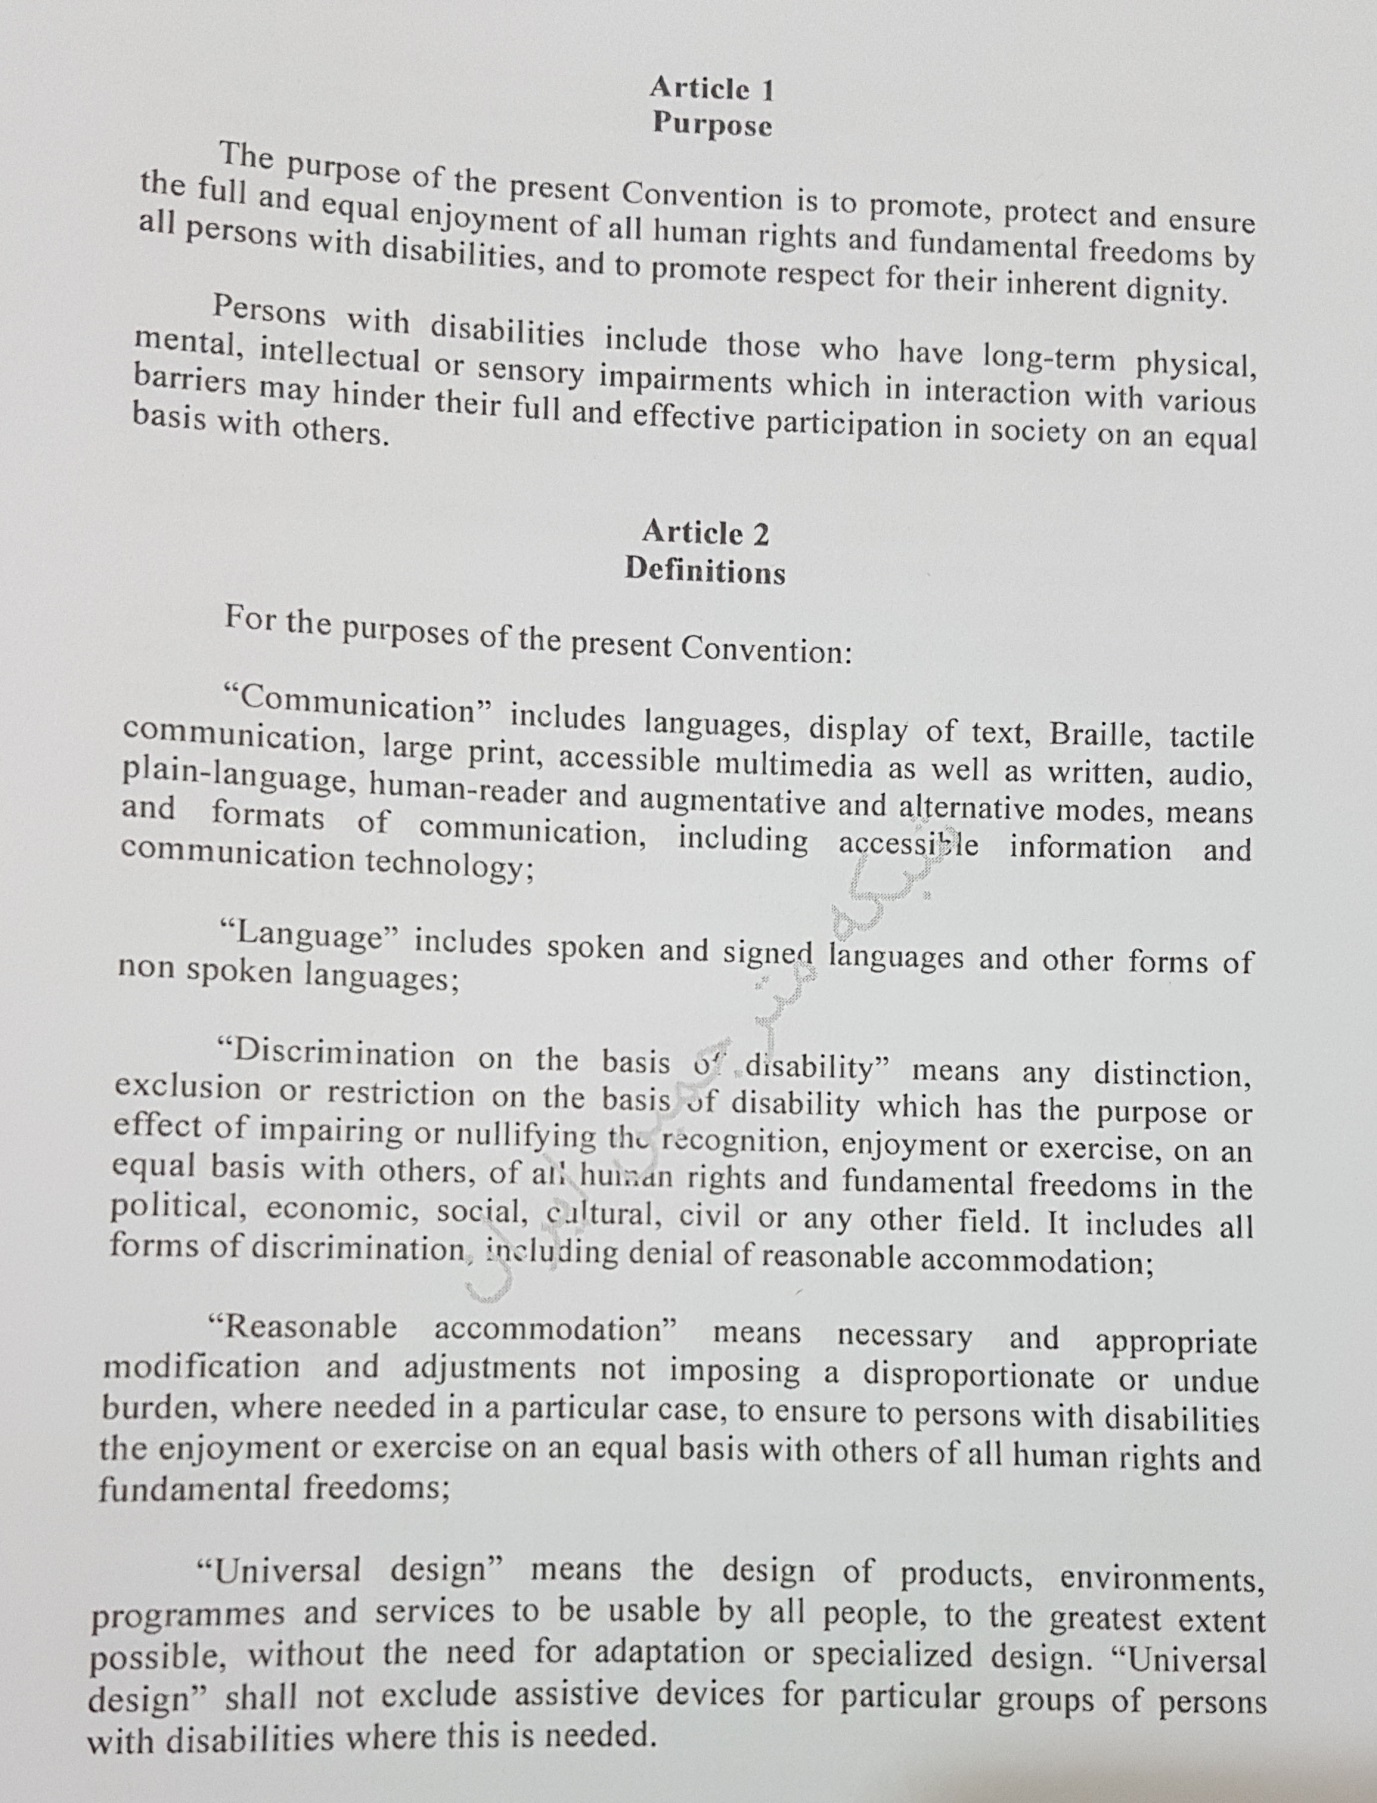 Article 1
Purpose
The purpose of the present Convention is to promote, protect and ensure
the full and equal enjoyment of all human rights and fundamental freedoms by
all persons with disabilities, and to promote respect for their inherent dignity.
Persons with disabilities include those who have long-term physical,
mental, intellectual or sensory impairments which in interaction with various
barriers may hinder their full and effective participation in society on an equal
basis with others.
Article 2
Definitions
For the purposes of the present Convention:
“Communication” includes languages, display of text, Braille, tactile
communication, large print, accessible multimedia as well as written, audio,
plain-language, human-reader and augmentative and alternative modes, means
and formats of communication, including accessible information and
communication technology;
“Language” includes spoken and signed languages and other forms of
non spoken languages;
“Discrimination on the basis of disability” means any distinction,
exclusion or restriction on the basis of disability which has the purpose or
effect of impairing or nullifying the recognition, enjoyment or exercise, on an
equal basis with others, of all human rights and fundamental freedoms in the
political, economic, social, cultural, civil or any other field. It includes all
forms of discrimination, including denial of reasonable accommodation;
“Reasonable accommodation” means necessary and appropriate
modification and adjustments not imposing a disproportionate or undue
burden, where needed in a particular case, to ensure to persons with disabilities
the enjoyment or exercise on an equal basis with others of all human rights and
fundamental freedoms;
“Universal design” means the design of products, environments,
programmes and services to be usable by all people, to the greatest extent
possible, without the need for adaptation or specialized design. “Universal
design” shall not exclude assistive devices for particular groups of persons
with disabilities where this is needed.
شبکه مترجمین ایران